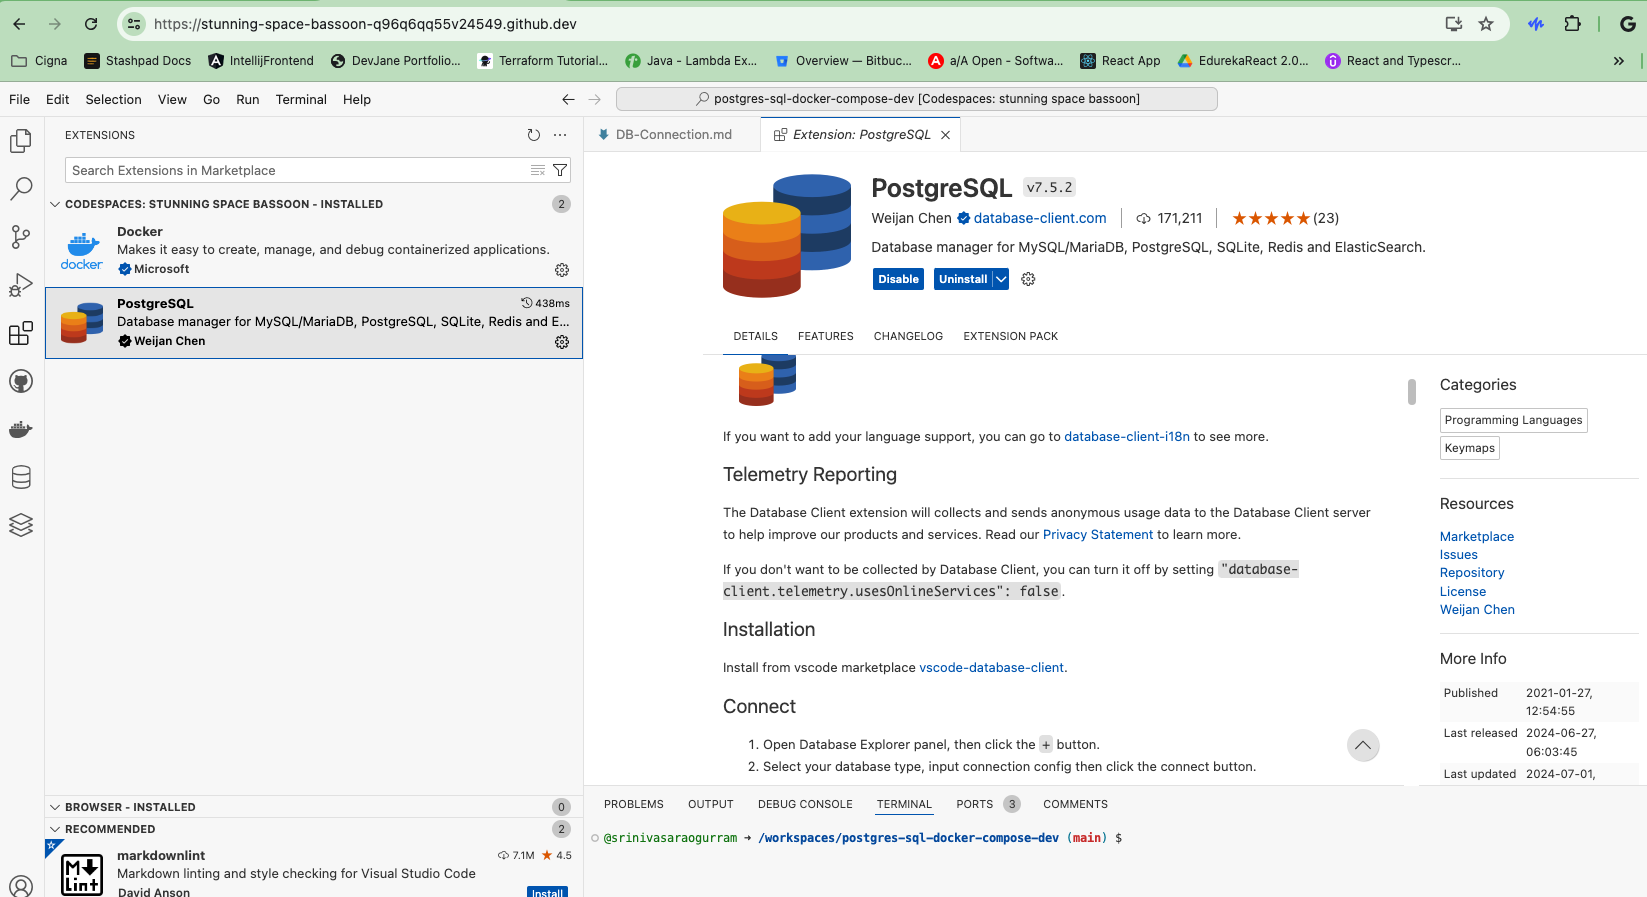 https://stunning-space-bassoon-q96q6qq55v24549.github.dev
Cigna
Stashpad Docs
IntellijFrontend
DevJane Portfolio...
Terraform Tutorial...
Java - Lambda Ex...
Overview — Bitbuc...
a/A Open - Softwa...
React App
EdurekaReact 2.0...
React and Typescr...
File Edit Selection View Go Run Terminal Help
postgres-sql-docker-compose-dev [Codespaces: stunning space bassoon]
EXTENSIONS
Search Extensions in Marketplace
CODESPACES: STUNNING SPACE BASSOON - INSTALLED
2
Docker
Makes it easy to create, manage, and debug containerized applications.
docker
Microsoft
PostgreSQL
438ms
Database manager for MySQL/MariaDB, PostgreSQL, SQLite, Redis and E...
Weijan Chen
BROWSER - INSTALLED
0
RECOMMENDED
2
markdownlint
7.1M
4.5
M Lint
Markdown linting and style checking for Visual Studio Code
David Anson
Install
DB-Connection.md
Extension: PostgreSQL
PostgreSQL
v7.5.2
Weijan Chen
database-client.com
171,211
(23)
Database manager for MySQL/MariaDB, PostgreSQL, SQLite, Redis and ElasticSearch.
Disable
Uninstall
DETAILS
FEATURES
CHANGELOG
EXTENSION PACK
If you want to add your language support, you can go to database-client-i18n to see more.
Telemetry Reporting
The Database Client extension will collects and sends anonymous usage data to the Database Client server
to help improve our products and services. Read our Privacy Statement to learn more.
If you don't want to be collected by Database Client, you can turn it off by setting "database-
client.telemetry.usesOnlineServices": false.
Installation
Install from vscode marketplace vscode-database-client.
Connect
1. Open Database Explorer panel, then click the + button.
2. Select your database type, input connection config then click the connect button.
Categories
Programming Languages
Keymaps
Resources
Marketplace
Issues
Repository
License
Weijan Chen
More Info
Published 2021-01-27,
12:54:55
Last released 2024-06-27,
06:03:45
Last updated 2024-07-01,
PROBLEMS
OUTPUT
DEBUG CONSOLE
TERMINAL
PORTS 3
COMMENTS
@srinivasaraogurram ➜ /workspaces/postgres-sql-docker-compose-dev (main) $